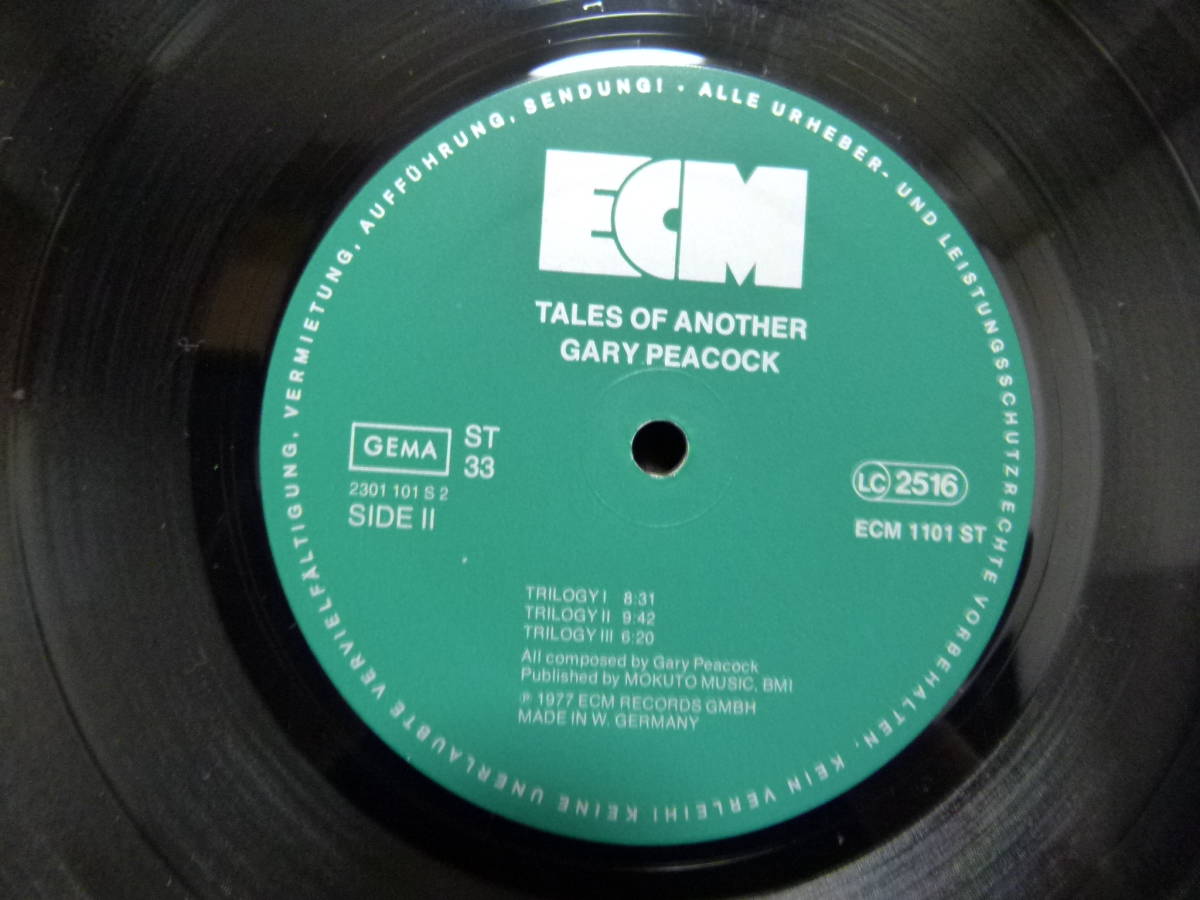 ALLE URHEBER- UND LEISTUNGSSCHUTZRECHTE VORBEHALTEN, KEIN VERLEIH! KEINE UNERLAUBTE VERVIELFÄLTIGUNG, VERMIETUNG, AUFFÜHRUNG, SENDUNG! •
ECM
TALES OF ANOTHER
GARY PEACOCK
GEMA
ST
33
2301 101 S 2
SIDE II
LC 2516
ECM 1101 ST
TRILOGY I 8:31
TRILOGY II 9:42
TRILOGY III 6:20
All composed by Gary Peacock
Published by MOKUTO MUSIC, BMI
℗ 1977 ECM RECORDS GMBH
MADE IN W. GERMANY